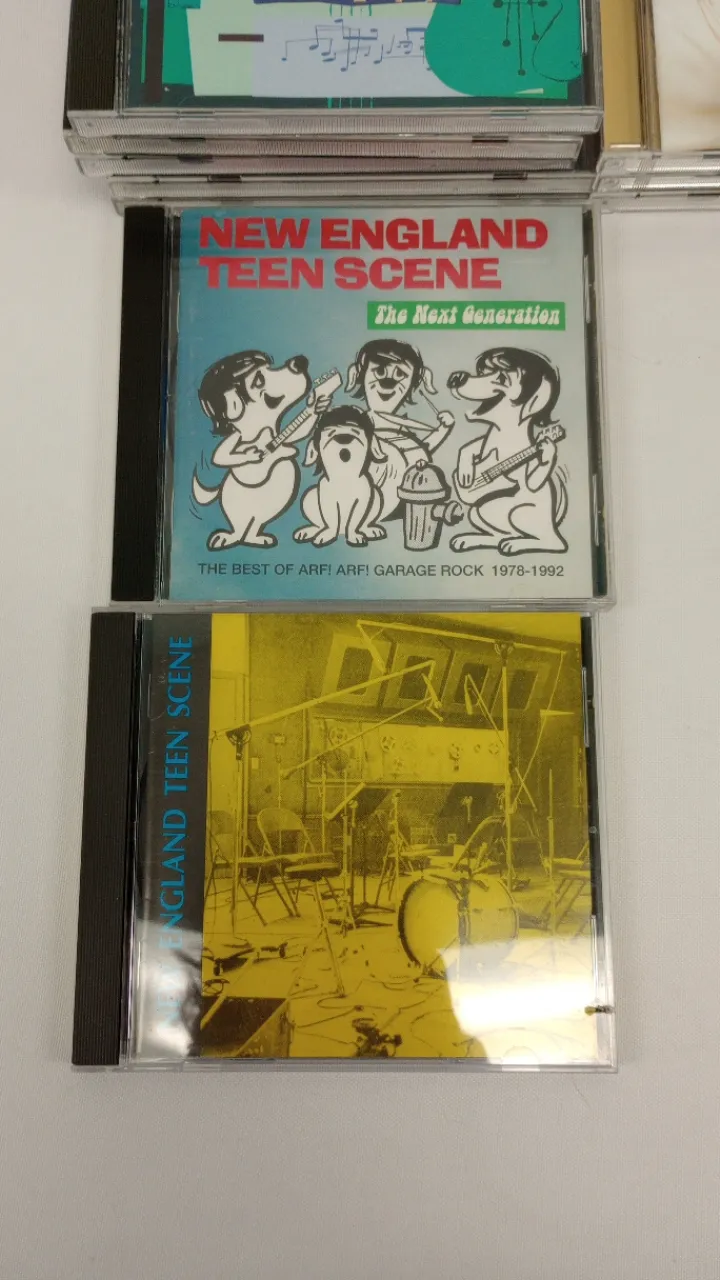 NEW ENGLAND
TEEN SCENE
The Next Generation
THE BEST OF ARF! ARF! GARAGE ROCK 1978-1992
NEW ENGLAND TEEN SCENE